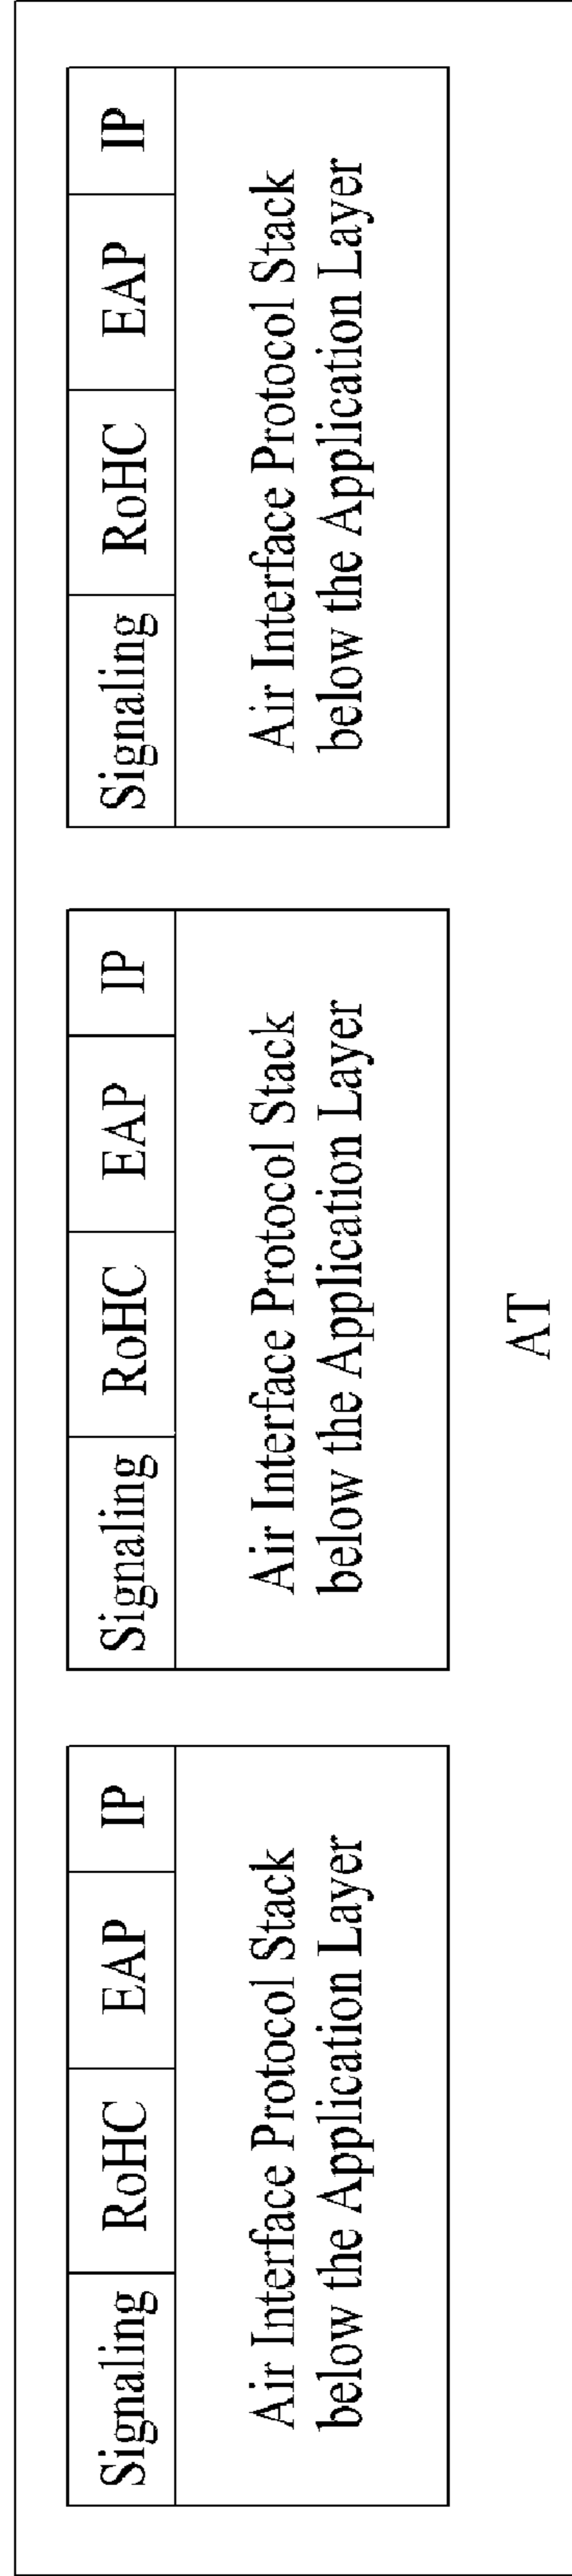 Signaling
RoHC
EAP
IP
Air Interface Protocol Stack
below the Application Layer
Signaling
RoHC
EAP
IP
Air Interface Protocol Stack
below the Application Layer
Signaling
RoHC
EAP
IP
Air Interface Protocol Stack
below the Application Layer
AT